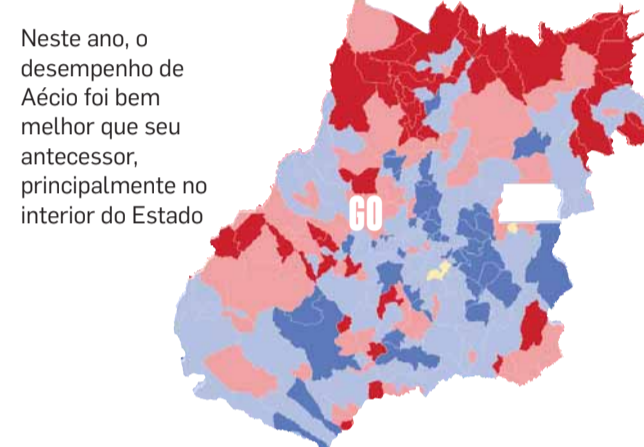 Neste ano, o
desempenho de
Aécio foi bem
melhor que seu
antecessor,
principalmente no
interior do Estado
GO